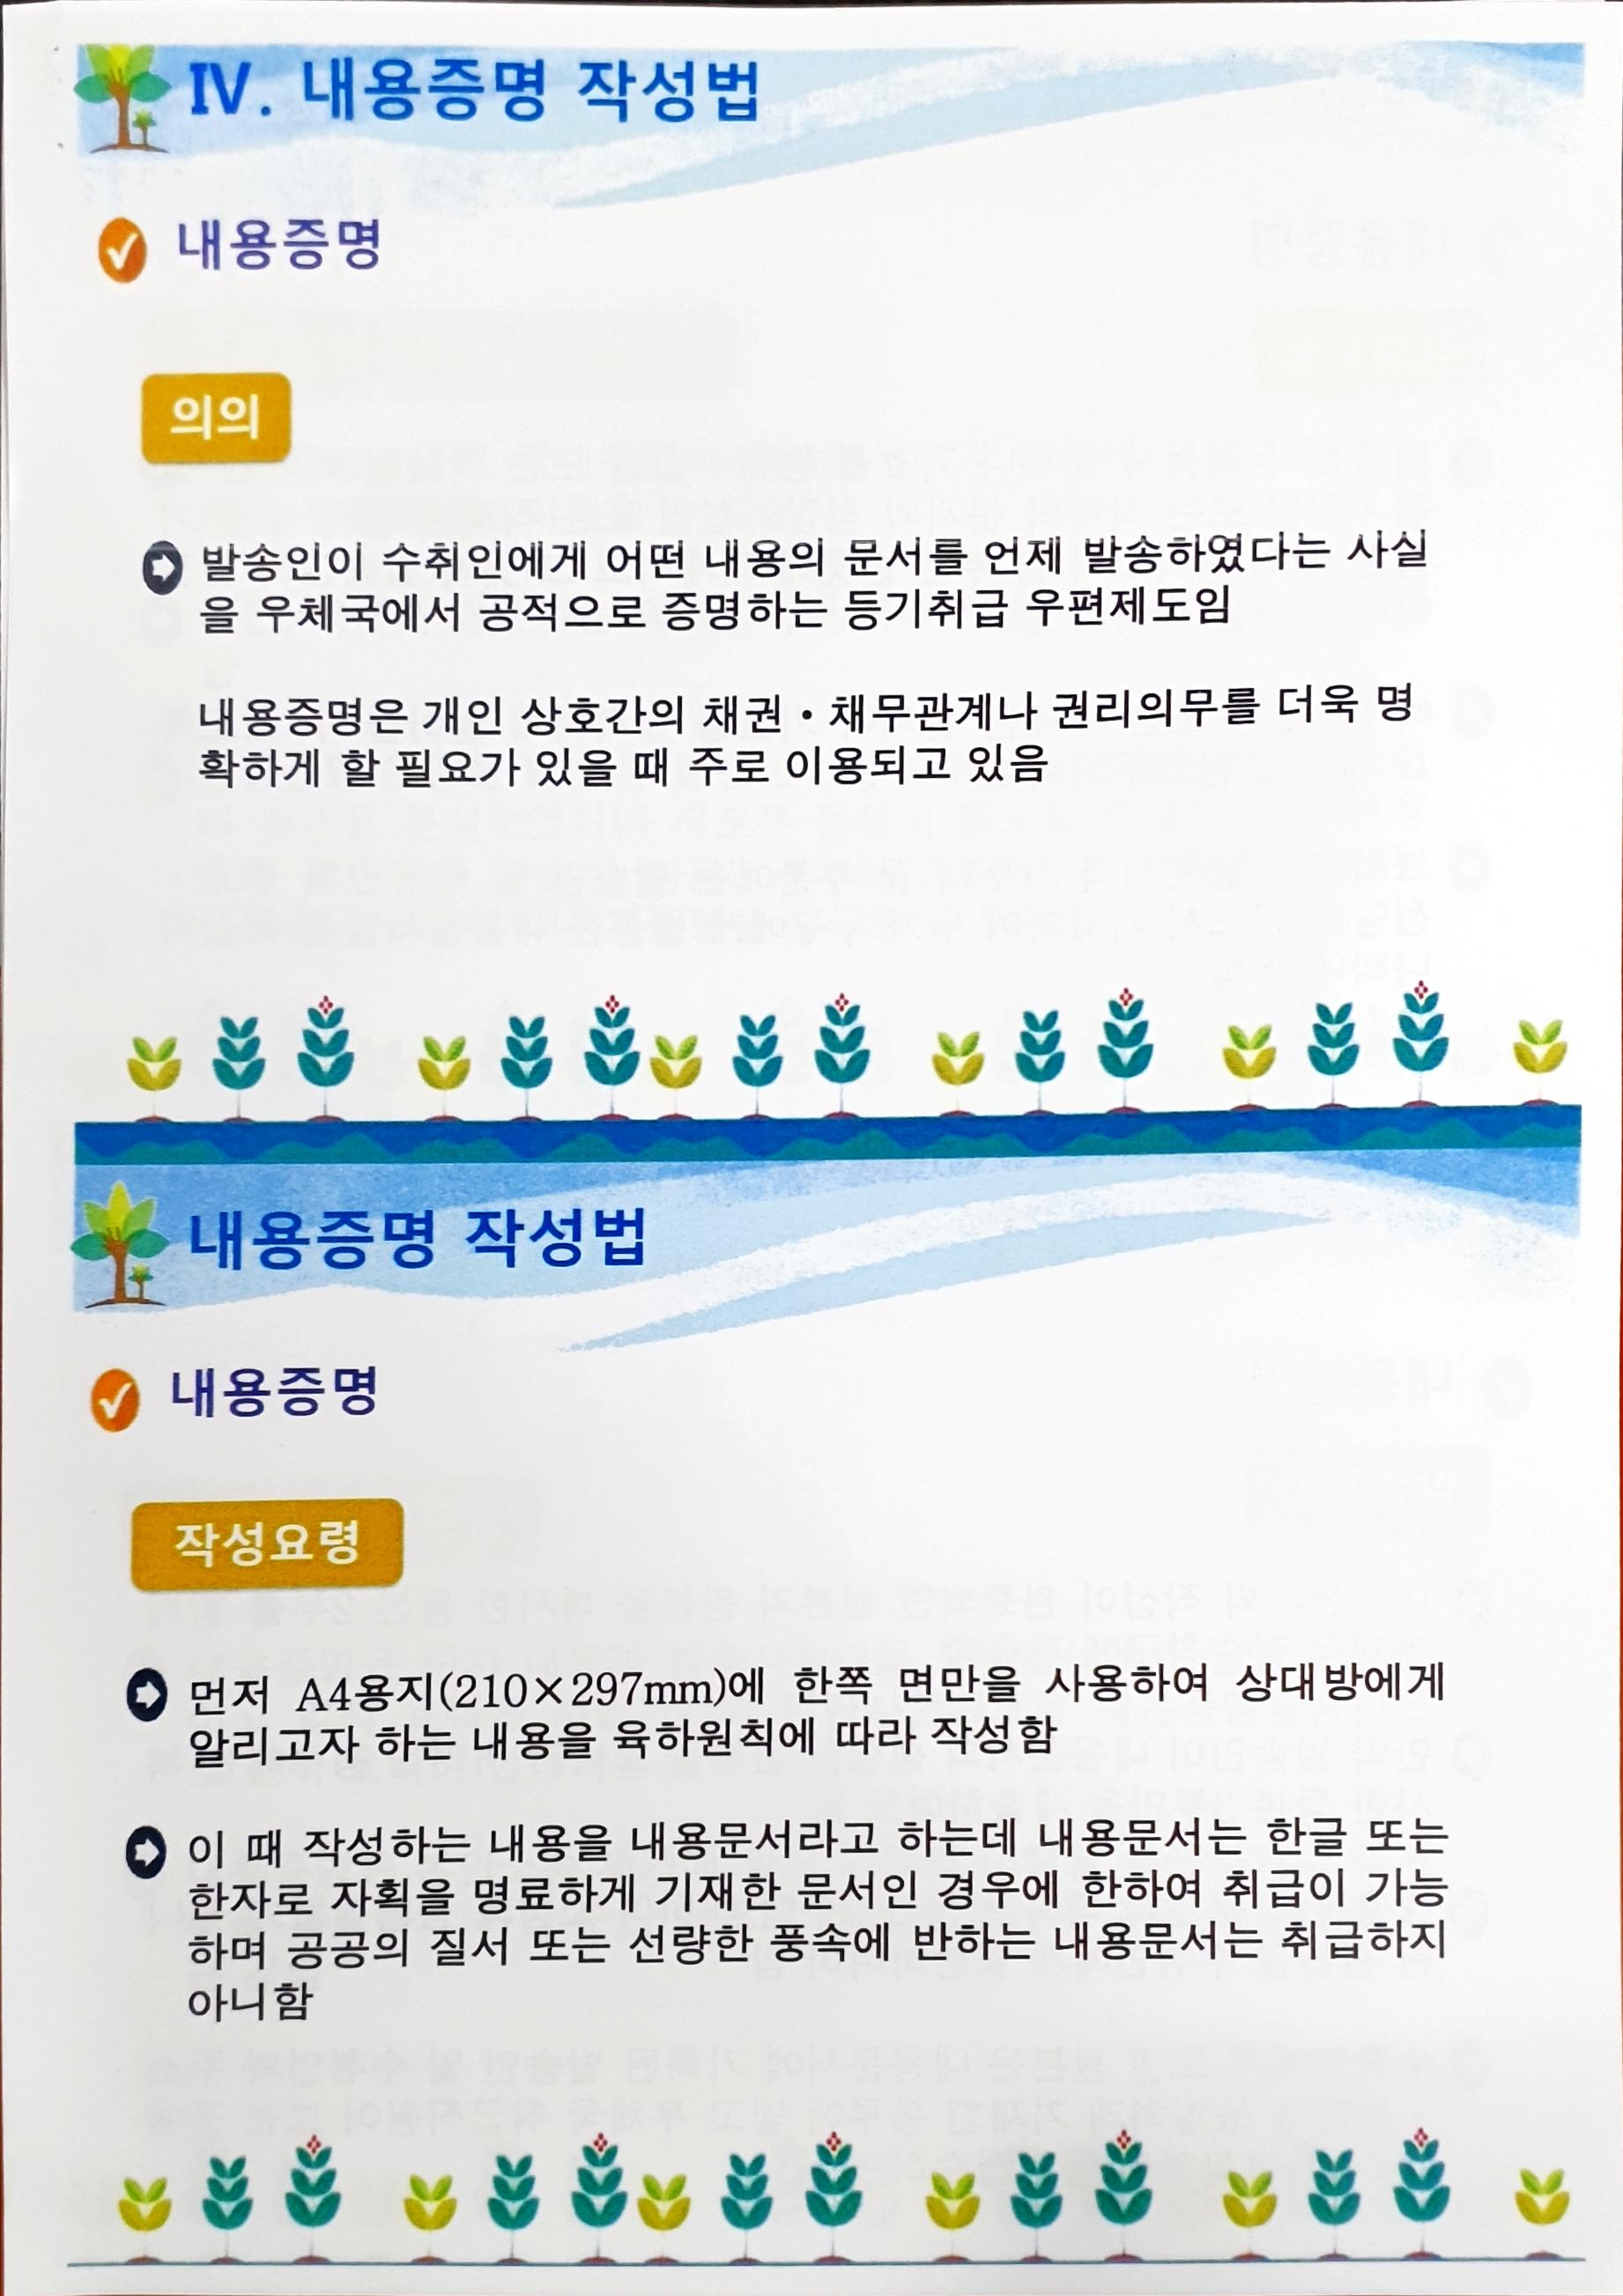 Ⅳ. 내용증명 작성법
내용증명
의의
발송인이 수취인에게 어떤 내용의 문서를 언제 발송하였다는 사실
을 우체국에서 공적으로 증명하는 등기취급 우편제도임
내용증명은 개인 상호간의 채권・채무관계나 권리의무를 더욱 명
확하게 할 필요가 있을 때 주로 이용되고 있음
내용증명 작성법
내용증명
작성요령
먼저 A4용지(210×297mm)에 한쪽 면만을 사용하여 상대방에게
알리고자 하는 내용을 육하원칙에 따라 작성함
이 때 작성하는 내용을 내용문서라고 하는데 내용문서는 한글 또는
한자로 자획을 명료하게 기재한 문서인 경우에 한하여 취급이 가능
하며 공공의 질서 또는 선량한 풍속에 반하는 내용문서는 취급하지
아니함